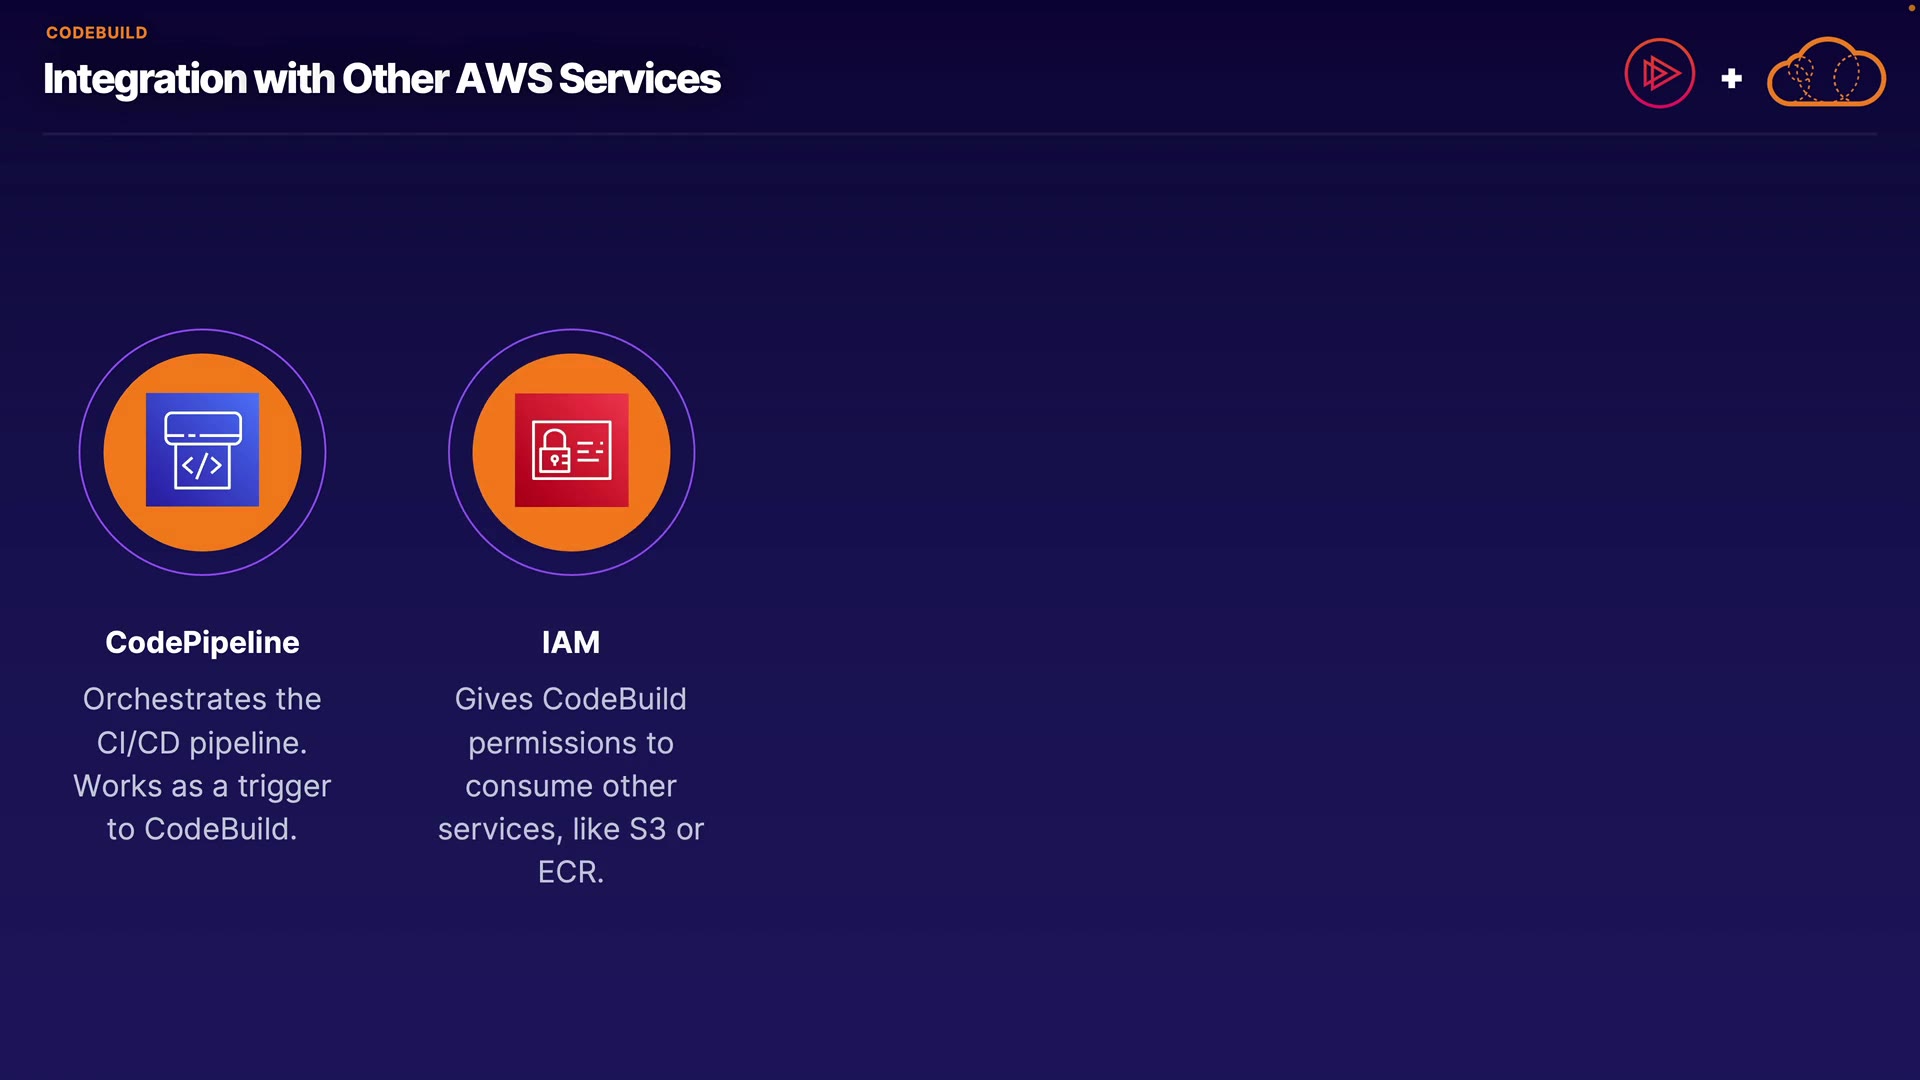 CODEBUILD
Integration with Other AWS Services
+
CodePipeline
Orchestrates the
CI/CD pipeline.
Works as a trigger
to CodeBuild.
IAM
Gives CodeBuild
permissions to
consume other
services, like S3 or
ECR.